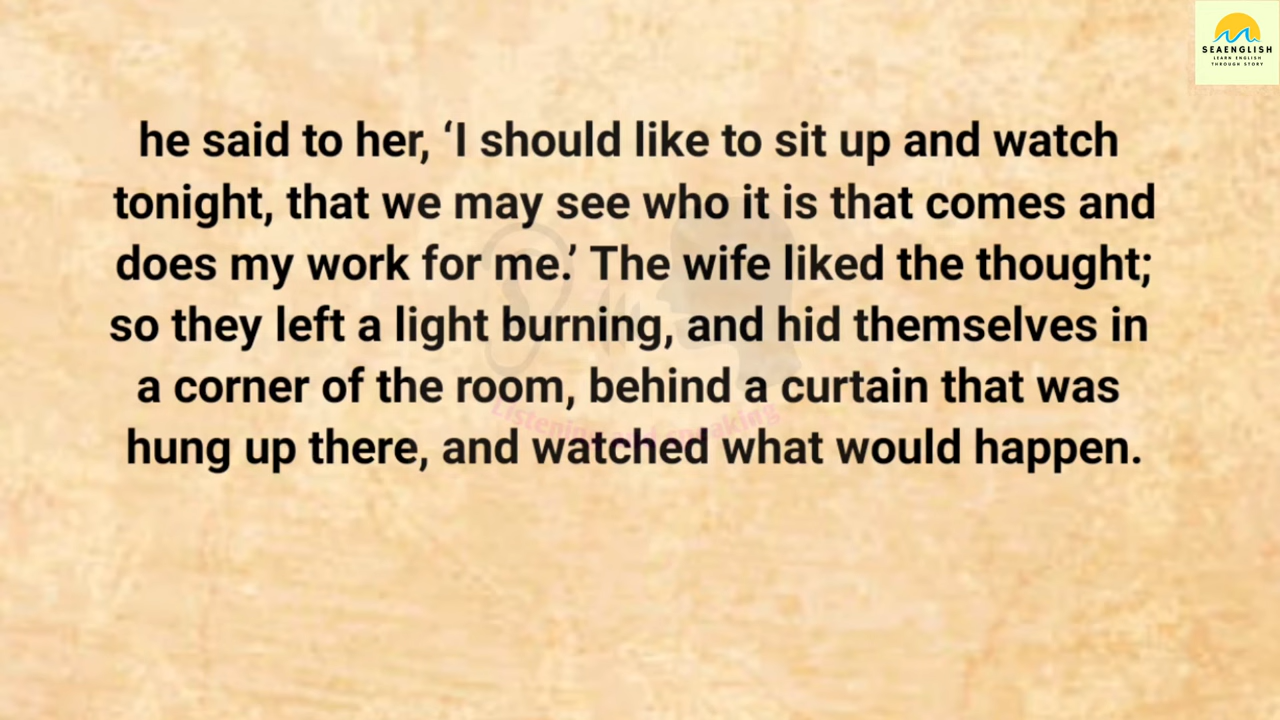 SEAENGLISH
LEARN ENGLISH
THROUGH STORY
he said to her, ‘I should like to sit up and watch
tonight, that we may see who it is that comes and
does my work for me.’ The wife liked the thought;
so they left a light burning, and hid themselves in
a corner of the room, behind a curtain that was
hung up there, and watched what would happen.
Listening and speaking